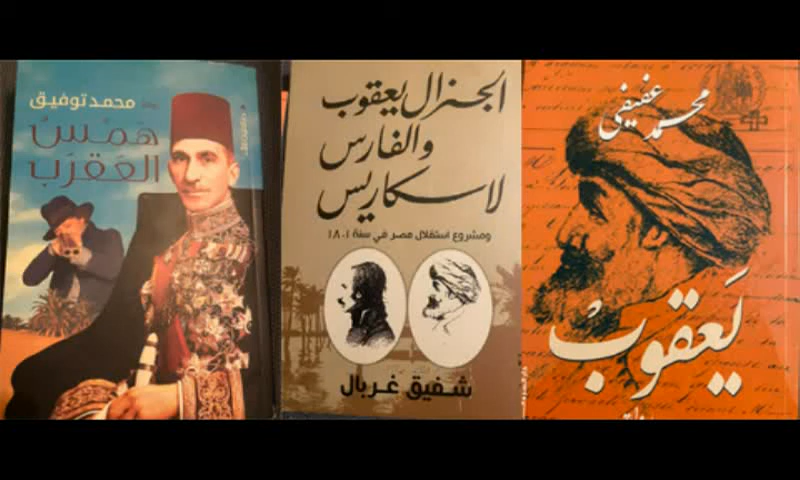 محمد توفيق
همس
العقرب
الجنرال يعقوب
والفارس
لاسكاريس
ومشروع استقلال مصر في سنة ١٨٠١
شفيق غربال
محمد عفيفي
يعقوب